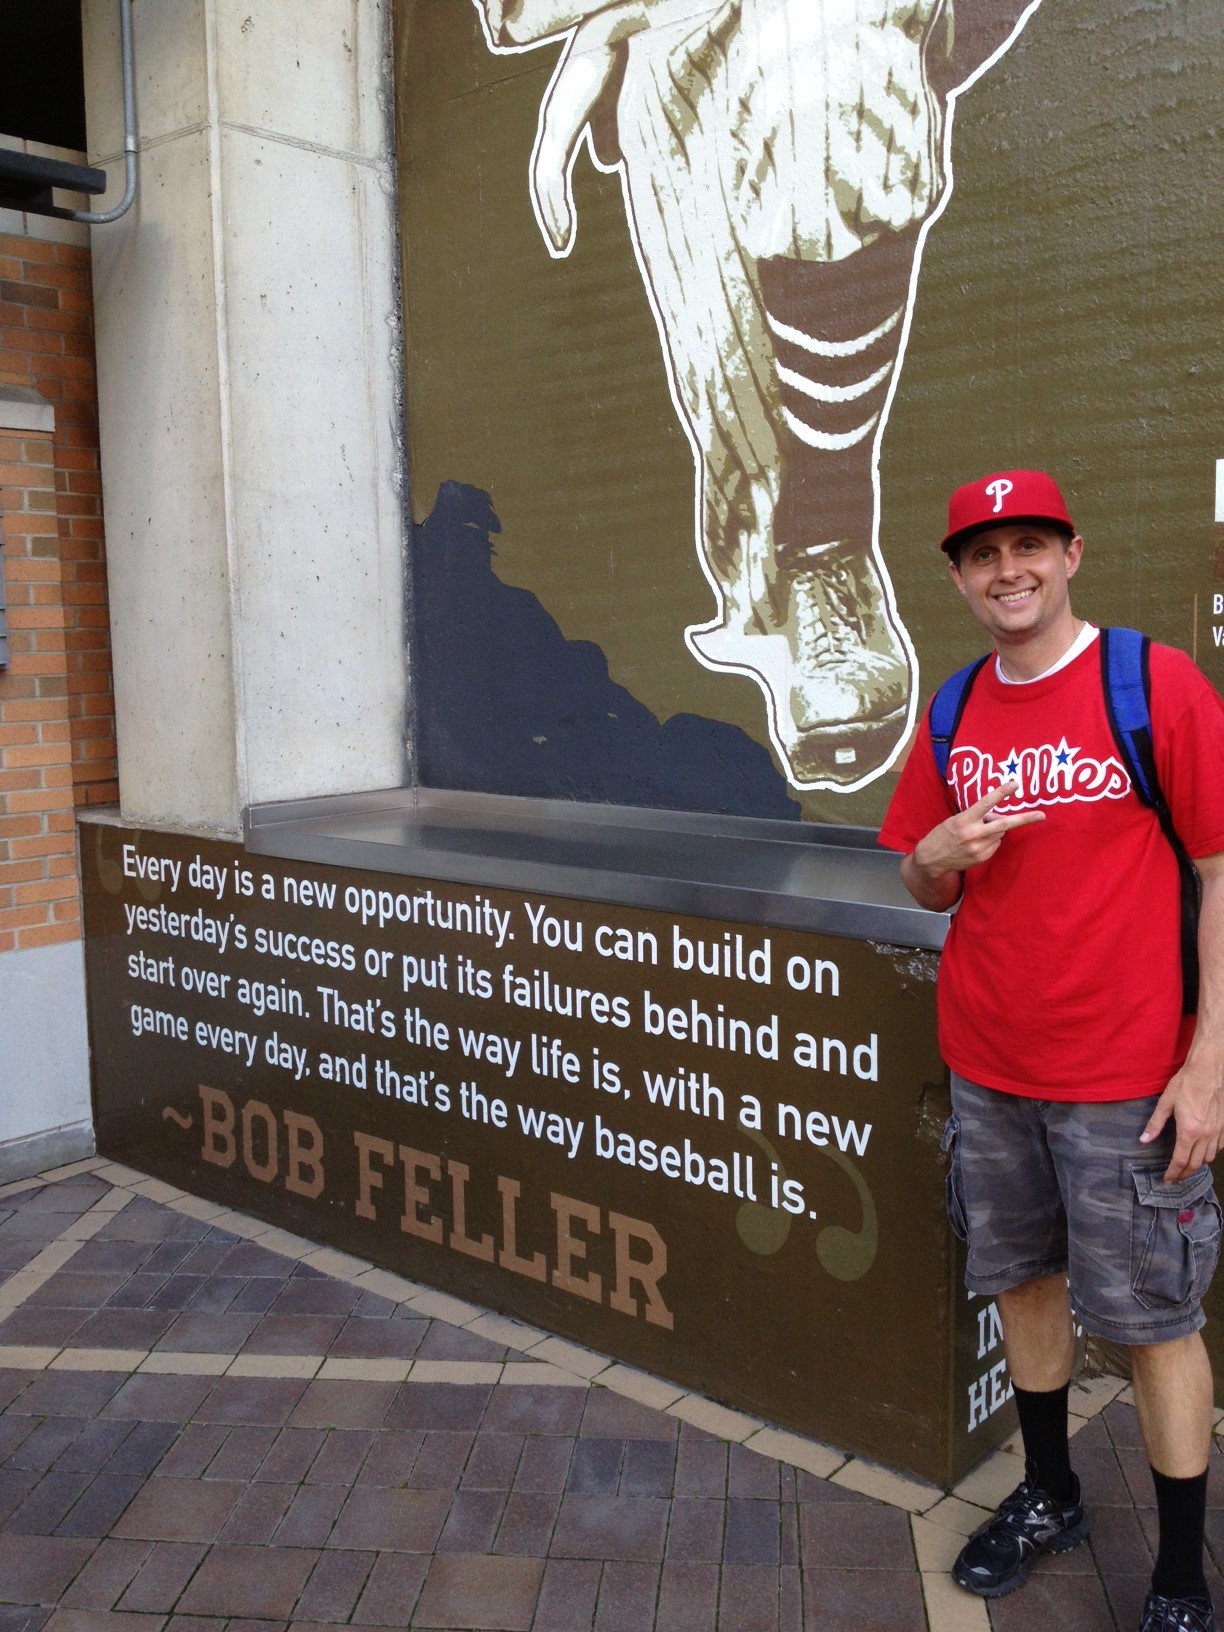 P
Phillies
Every day is a new opportunity. You can build on
yesterday's success or put its failures behind and
start over again. That's the way life is, with a new
game every day, and that's the way baseball is.
~BOB FELLER